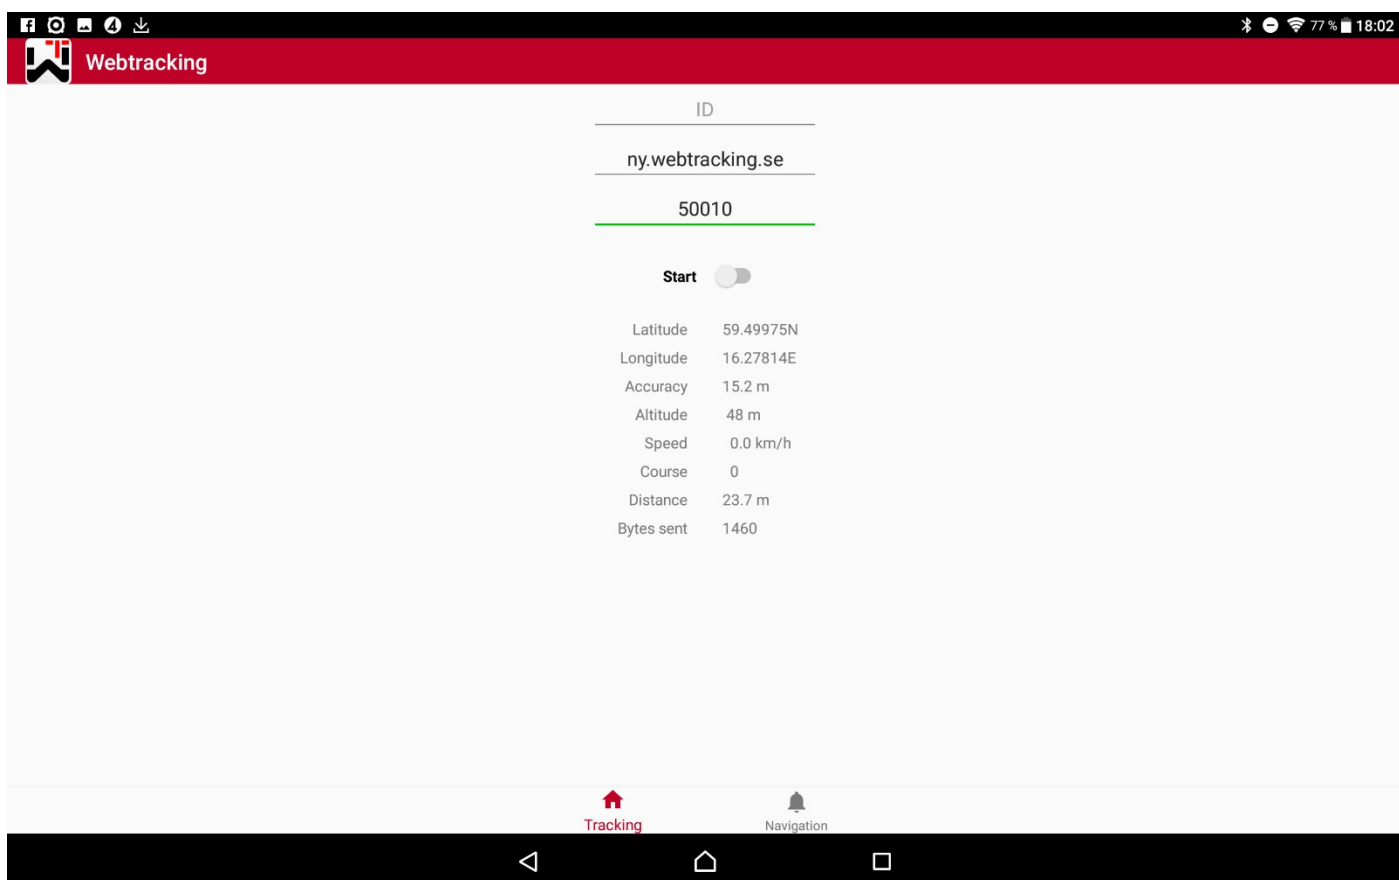 77 % 18:02
Webtracking
ID
ny.webtracking.se
50010
Start
Latitude 59.49975N
Longitude 16.27814E
Accuracy 15.2 m
Altitude 48 m
Speed 0.0 km/h
Course 0
Distance 23.7 m
Bytes sent 1460
Tracking Navigation